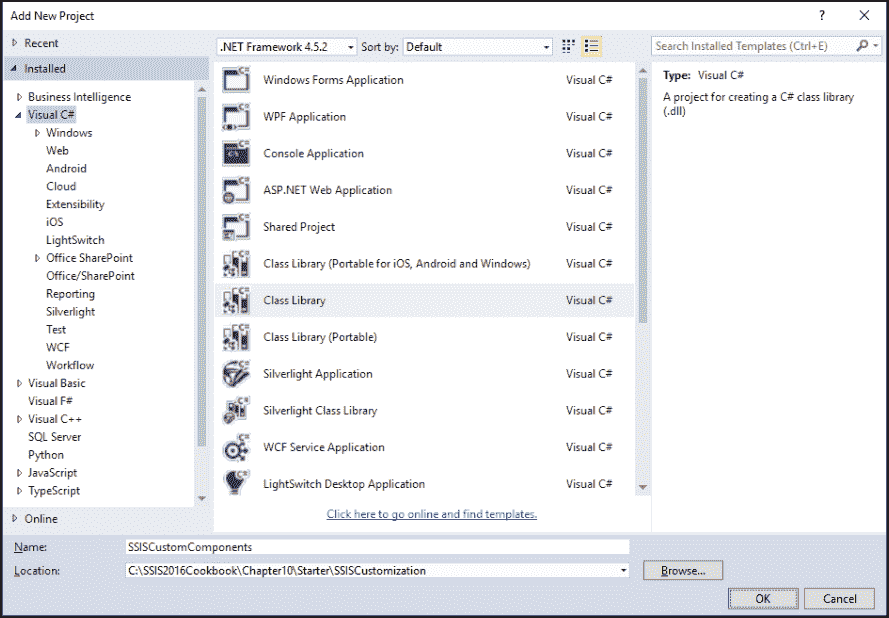 Add New Project
?
Recent
Installed
Business Intelligence
Visual C#
Windows
Web
Android
Cloud
Extensibility
iOS
LightSwitch
Office SharePoint
Office/SharePoint
Reporting
Silverlight
Test
WCF
Workflow
Visual Basic
Visual F#
Visual C++
SQL Server
Python
JavaScript
TypeScript
Online
.NET Framework 4.5.2
Sort by: Default
Windows Forms Application Visual C#
WPF Application Visual C#
Console Application Visual C#
ASP.NET Web Application Visual C#
Shared Project Visual C#
Class Library (Portable for iOS, Android and Windows) Visual C#
Class Library Visual C#
Class Library (Portable) Visual C#
Silverlight Application Visual C#
Silverlight Class Library Visual C#
WCF Service Application Visual C#
LightSwitch Desktop Application Visual C#
Click here to go online and find templates.
Search Installed Templates (Ctrl+E)
Type: Visual C#
A project for creating a C# class library
(.dll)
Name: SSISCustomComponents
Location: C:\SSIS2016Cookbook\Chapter10\Starter\SSISCustomization
Browse...
OK
Cancel